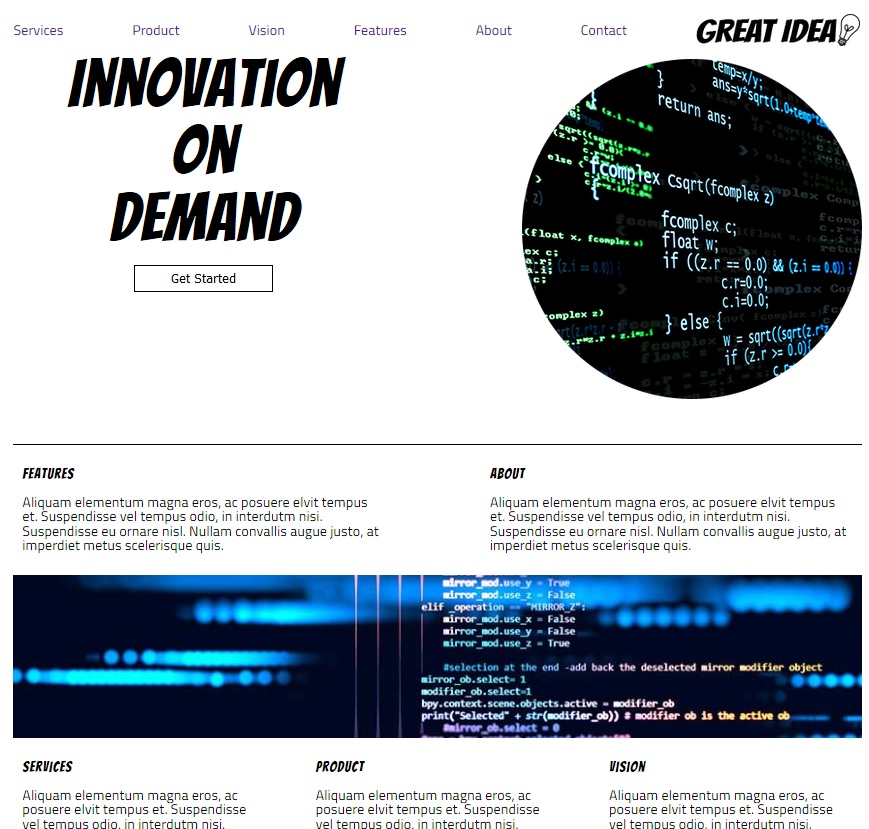 Services Product Vision Features About Contact GREAT IDEA
INNOVATION
ON
DEMAND
Get Started
temp=x/y;
}
ans=y*sqrt(1.0+temp*te
return ans;
}
fcomplex Csqrt(fcomplex z)
{
fcomplex c;
float w;
if ((z.r == 0.0) && (z.i == 0.0)) {
c.r=0.0;
c.i=0.0;
} else {
w = sqrt((sqrt(z.r*z
if (z.r >= 0.0){
c.r
FEATURES
Aliquam elementum magna eros, ac posuere elvit tempus
et. Suspendisse vel tempus odio, in interdutm nisi.
Suspendisse eu ornare nisl. Nullam convallis augue justo, at
imperdiet metus scelerisque quis.
ABOUT
Aliquam elementum magna eros, ac posuere elvit tempus
et. Suspendisse vel tempus odio, in interdutm nisi.
Suspendisse eu ornare nisl. Nullam convallis augue justo, at
imperdiet metus scelerisque quis.
mirror_mod.use_y = True
mirror_mod.use_z = False
elif _operation == "MIRROR_Z":
mirror_mod.use_x = False
mirror_mod.use_y = False
mirror_mod.use_z = True
#selection at the end -add back the deselected mirror modifier object
mirror_ob.select= 1
modifier_ob.select=1
bpy.context.scene.objects.active = modifier_ob
print("Selected" + str(modifier_ob)) # modifier ob is the active ob
#mirror_ob.select = 0
SERVICES
Aliquam elementum magna eros, ac
posuere elvit tempus et. Suspendisse
vel tempus odio, in interdutm nisi.
PRODUCT
Aliquam elementum magna eros, ac
posuere elvit tempus et. Suspendisse
vel tempus odio, in interdutm nisi.
VISION
Aliquam elementum magna eros, ac
posuere elvit tempus et. Suspendisse
vel tempus odio, in interdutm nisi.